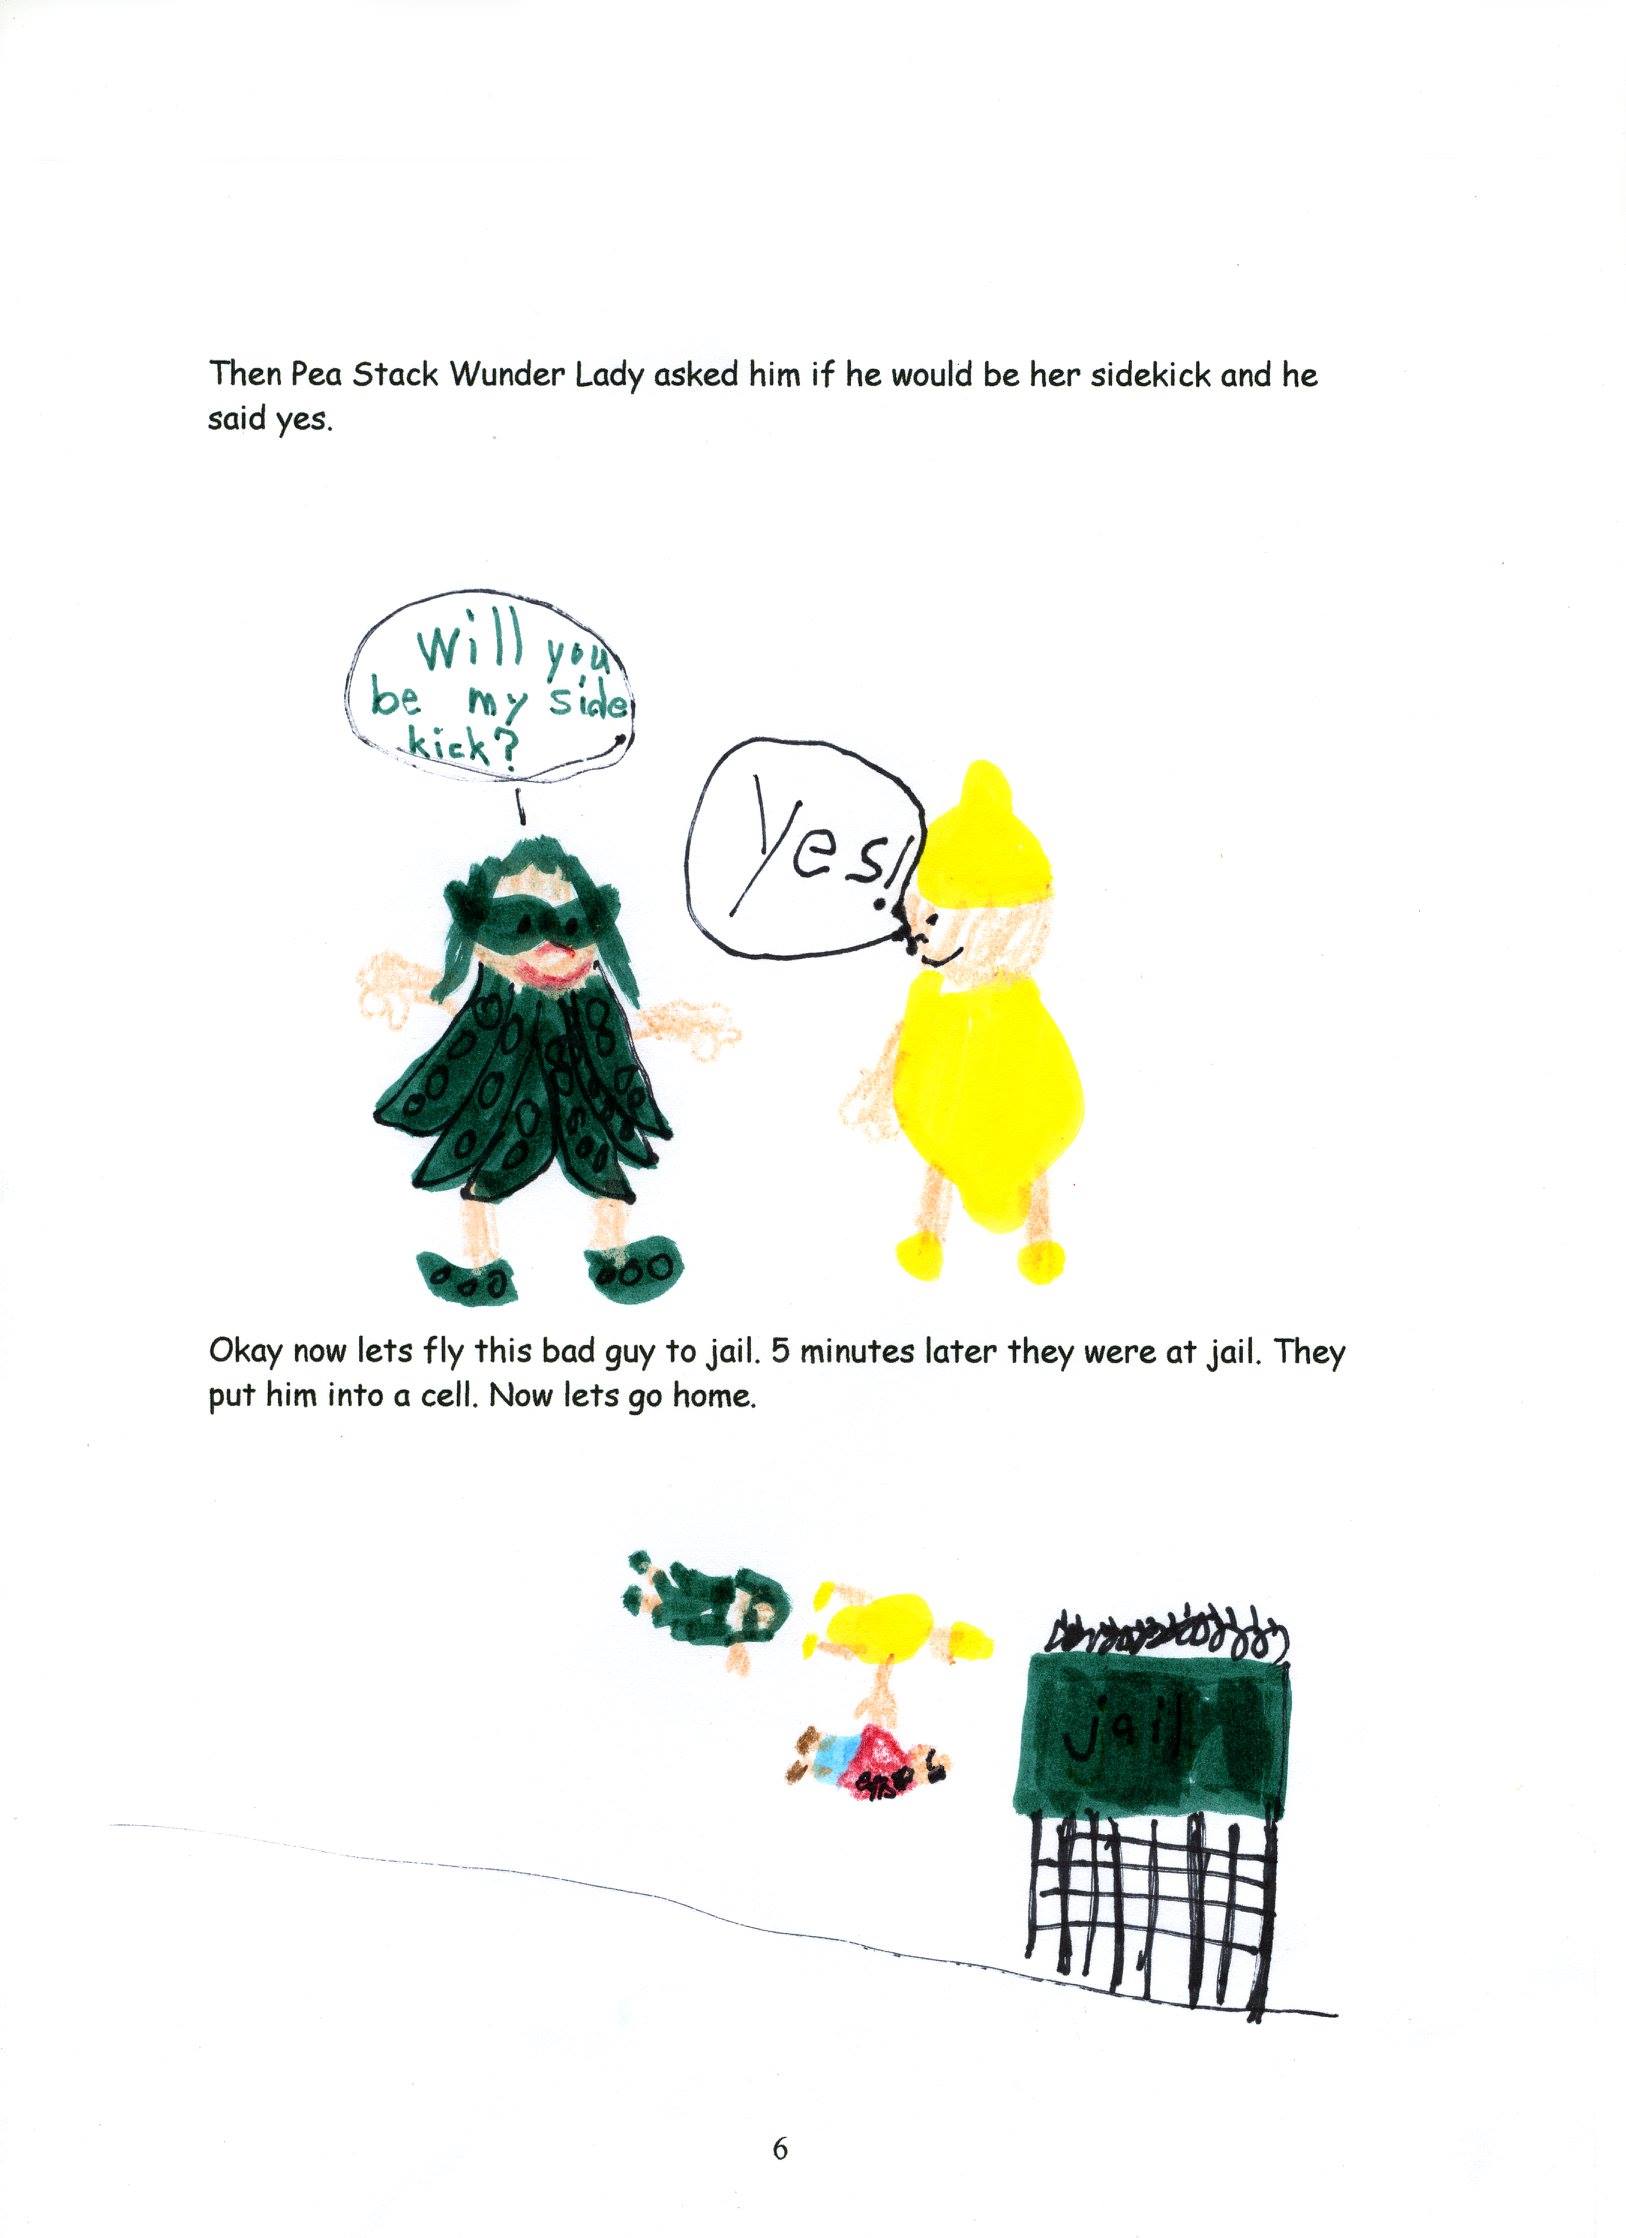 Then Pea Stack Wunder Lady asked him if he would be her sidekick and he
said yes.
Will you
be my side
kick?
Yes!
Okay now lets fly this bad guy to jail. 5 minutes later they were at jail. They
put him into a cell. Now lets go home.
jail
6